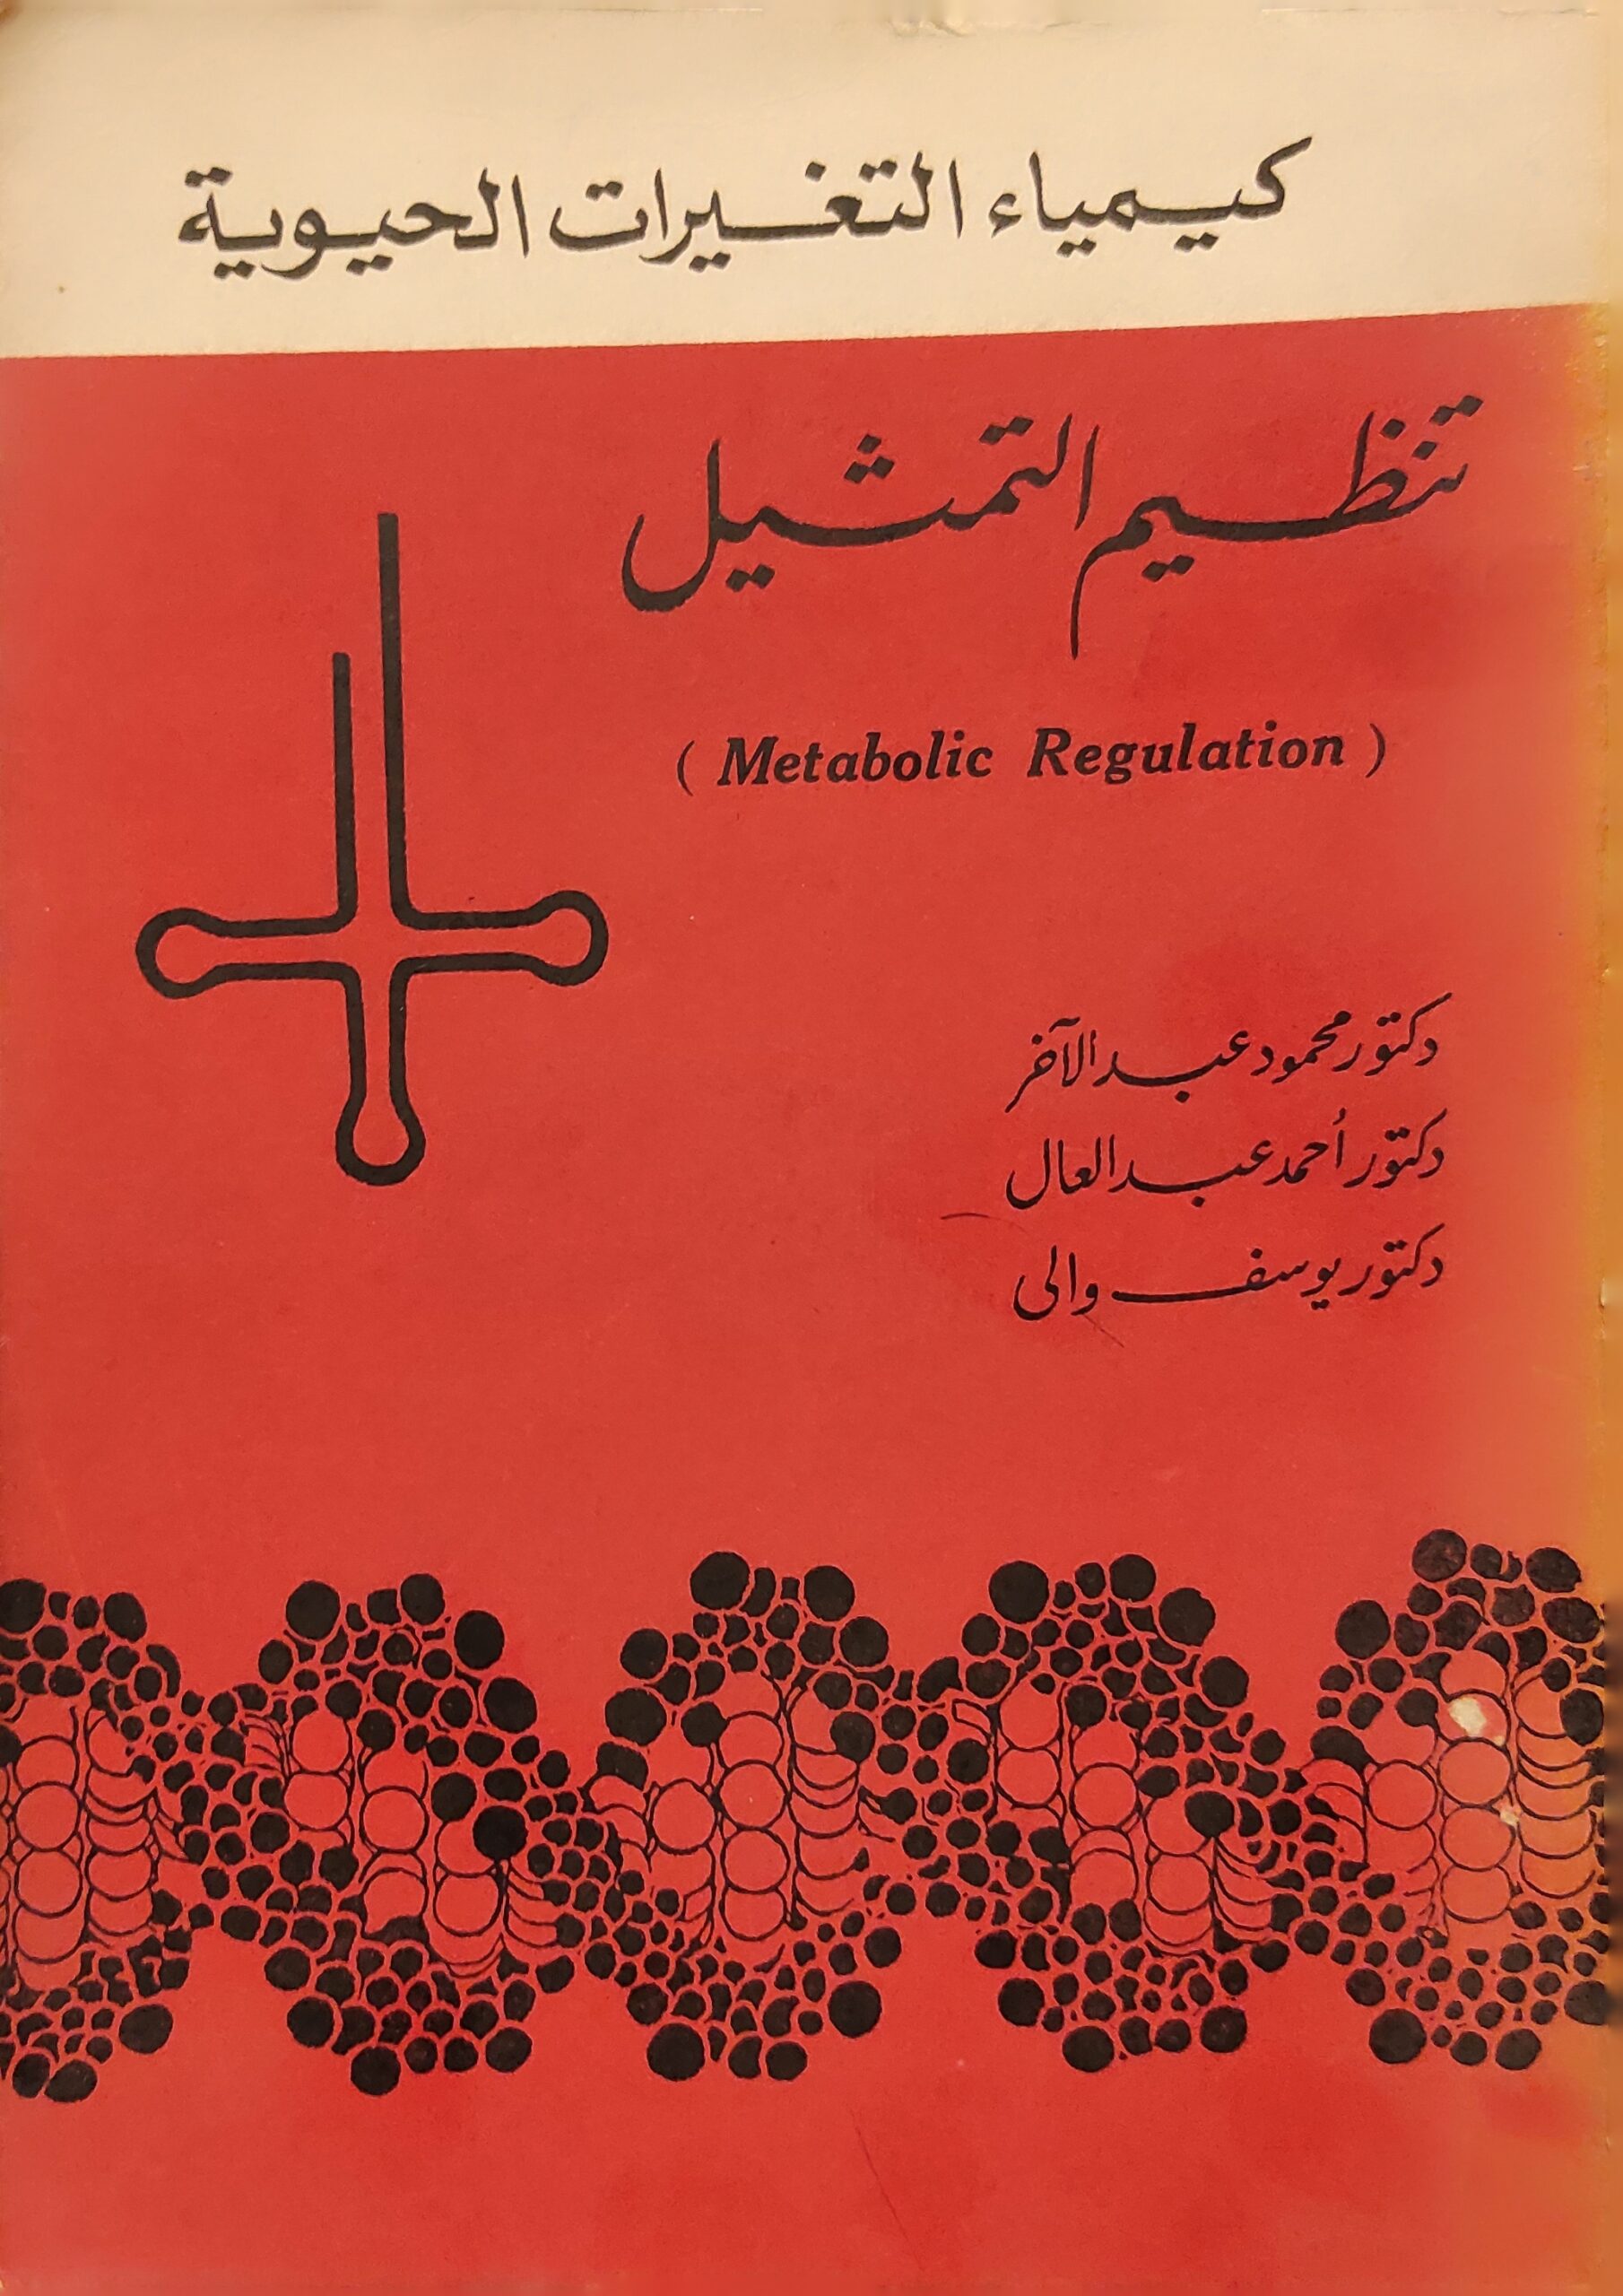 كيمياء التغيرات الحيوية
تنظيم التمثيل
( Metabolic Regulation )
دكتور محمود عبد الآخر
دكتور أحمد عبد العال
دكتور يوسف والى